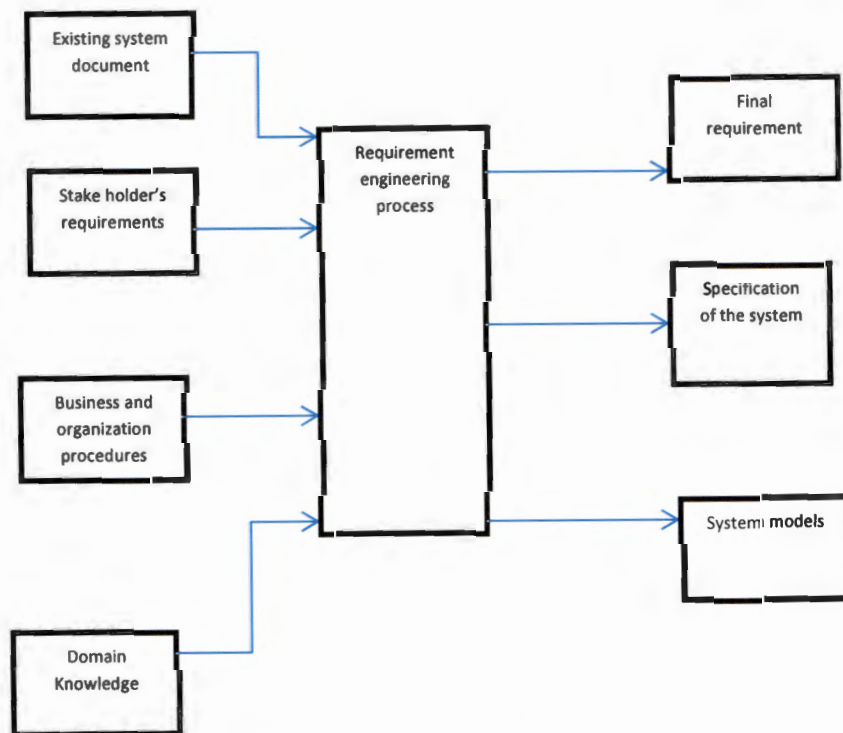 Existing system
document
Stake holder's
requirements
Business and
organization
procedures
Domain
Knowledge
Requirement
engineering
process
Final
requirement
Specification
of the system
System models